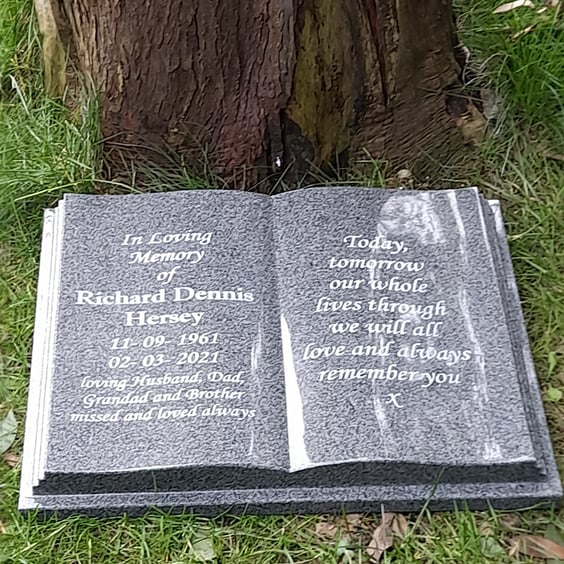 In Loving
Memory
of
Richard Dennis
Hersey
11-09-1961
02-03-2021
loving Husband, Dad,
Grandad and Brother
missed and loved always
Today,
tomorrow
our whole
lives through
we will all
love and always
remember you
x